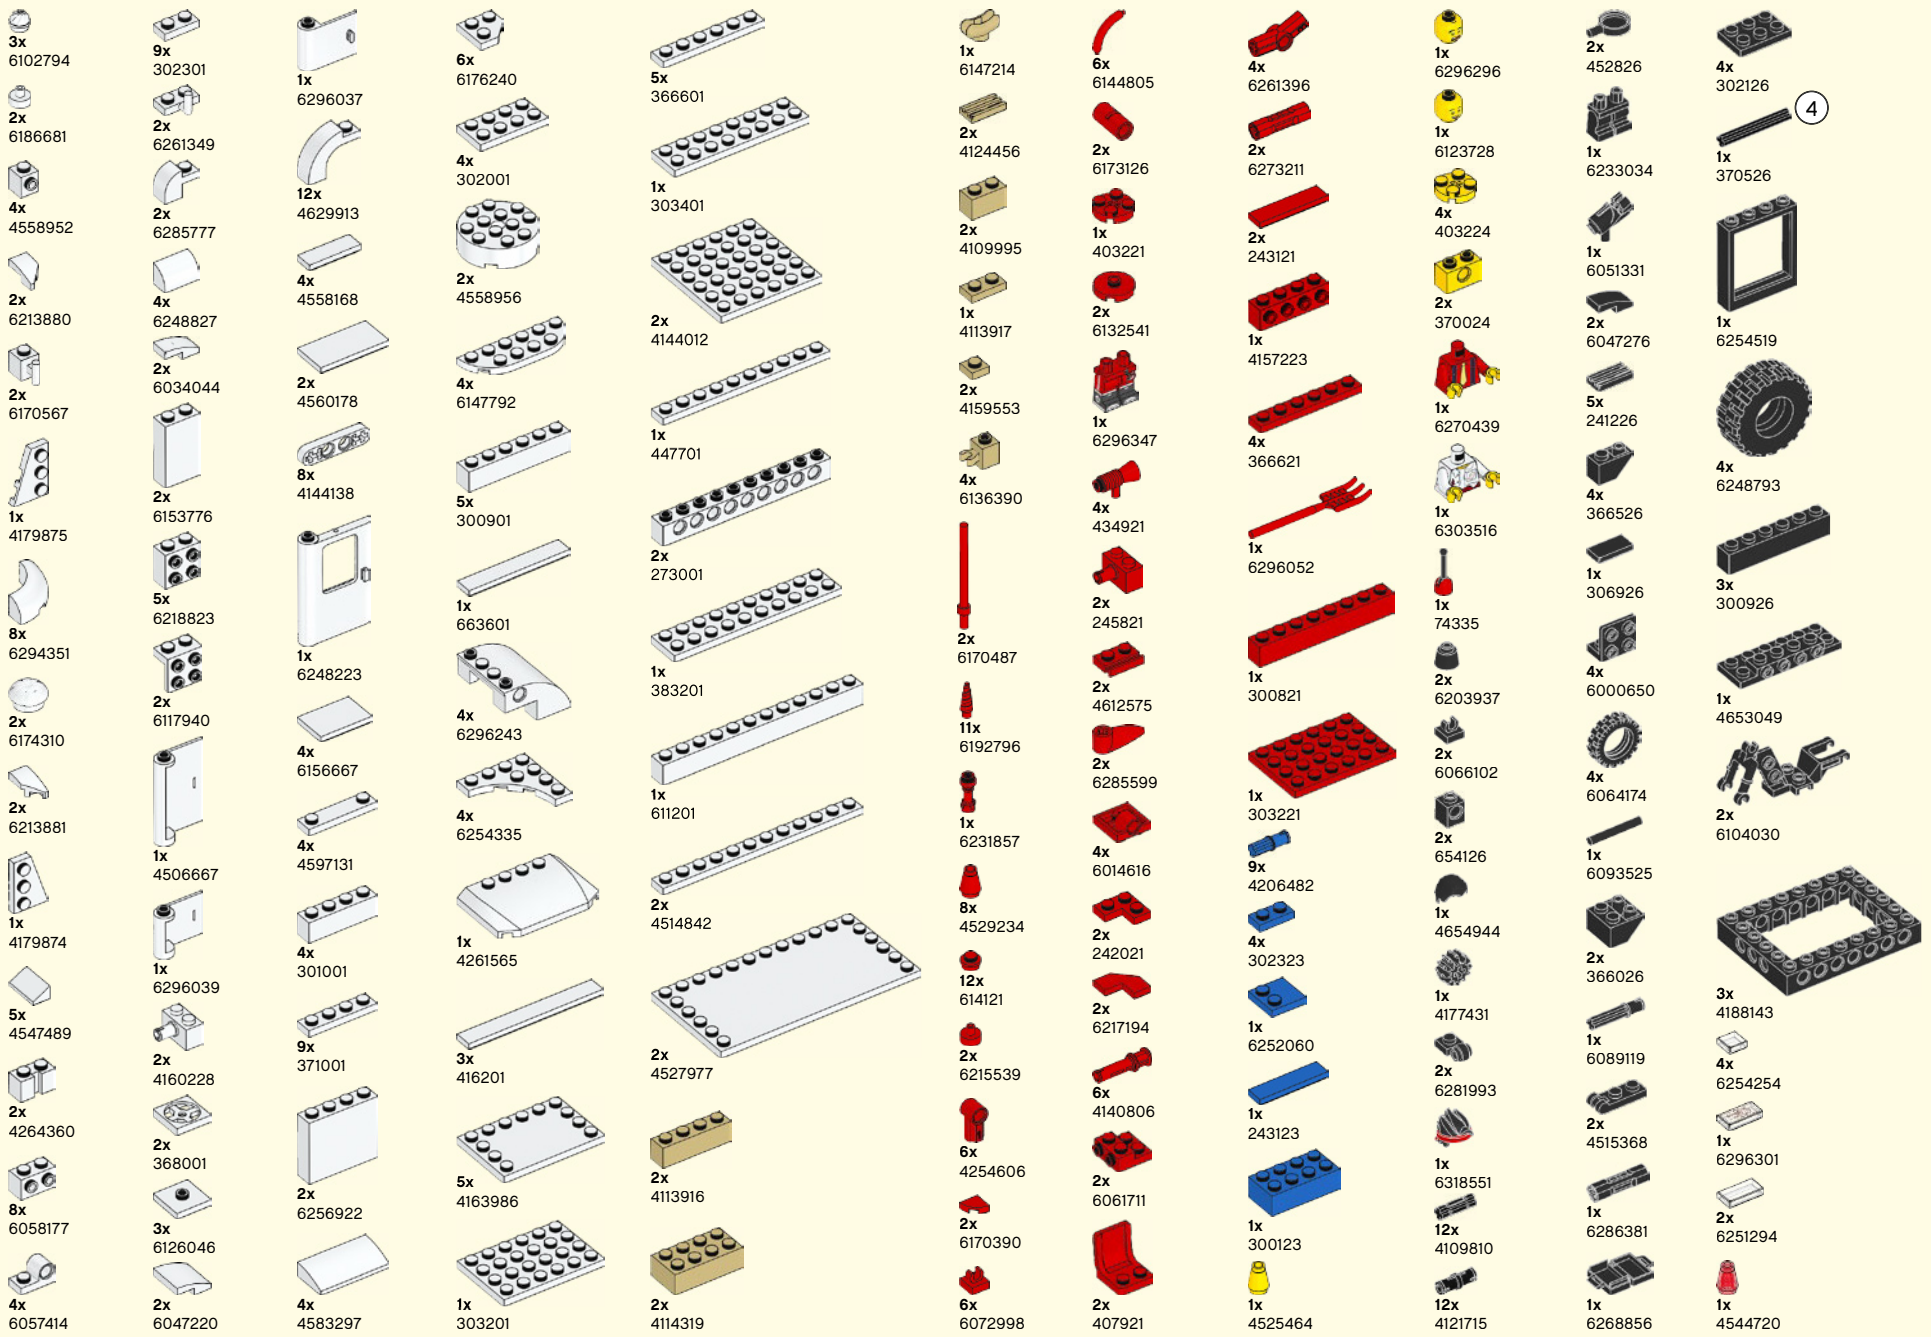 3x
6102794
2x
6186681
4x
4558952
2x
6213880
2x
6170567
1x
4179875
8x
6294351
2x
6174310
2x
6213881
1x
4179874
5x
4547489
2x
4264360
8x
6058177
4x
6057414
9x
302301
2x
6261349
2x
6285777
4x
6248827
2x
6034044
2x
6153776
5x
6218823
2x
6117940
1x
4506667
1x
6296039
2x
4160228
2x
368001
3x
6126046
2x
6047220
1x
6296037
12x
4629913
4x
4558168
2x
4560178
8x
4144138
1x
6248223
4x
6156667
4x
4597131
4x
301001
9x
371001
2x
6256922
4x
4583297
6x
6176240
4x
302001
2x
4558956
4x
6147792
5x
300901
1x
663601
4x
6296243
4x
6254335
1x
4261565
3x
416201
5x
4163986
1x
303201
5x
366601
1x
303401
2x
4144012
1x
447701
2x
273001
1x
383201
1x
611201
2x
4514842
2x
4527977
2x
4113916
2x
4114319
1x
6147214
2x
4124456
2x
4109995
1x
4113917
2x
4159553
4x
6136390
2x
6170487
11x
6192796
1x
6231857
8x
4529234
12x
614121
2x
6215539
6x
4254606
2x
6170390
6x
6072998
6x
6144805
2x
6173126
1x
403221
2x
6132541
1x
6296347
4x
434921
2x
245821
2x
4612575
2x
6285599
4x
6014616
2x
242021
2x
6217194
6x
4140806
2x
6061711
2x
407921
4x
6261396
2x
6273211
2x
243121
1x
4157223
4x
366621
1x
6296052
1x
300821
1x
303221
9x
4206482
4x
302323
1x
6252060
1x
243123
1x
300123
1x
4525464
1x
6296296
1x
6123728
4x
403224
2x
370024
1x
6270439
1x
6303516
1x
74335
2x
6203937
2x
6066102
2x
654126
1x
4654944
1x
4177431
2x
6281993
1x
6318551
12x
4109810
12x
4121715
2x
452826
1x
6233034
1x
6051331
2x
6047276
5x
241226
4x
366526
1x
306926
4x
6000650
4x
6064174
1x
6093525
2x
366026
1x
6089119
2x
4515368
1x
6286381
1x
6268856
4x
302126
4
1x
370526
1x
6254519
4x
6248793
3x
300926
1x
4653049
2x
6104030
3x
4188143
4x
6254254
1x
6296301
2x
6251294
1x
4544720